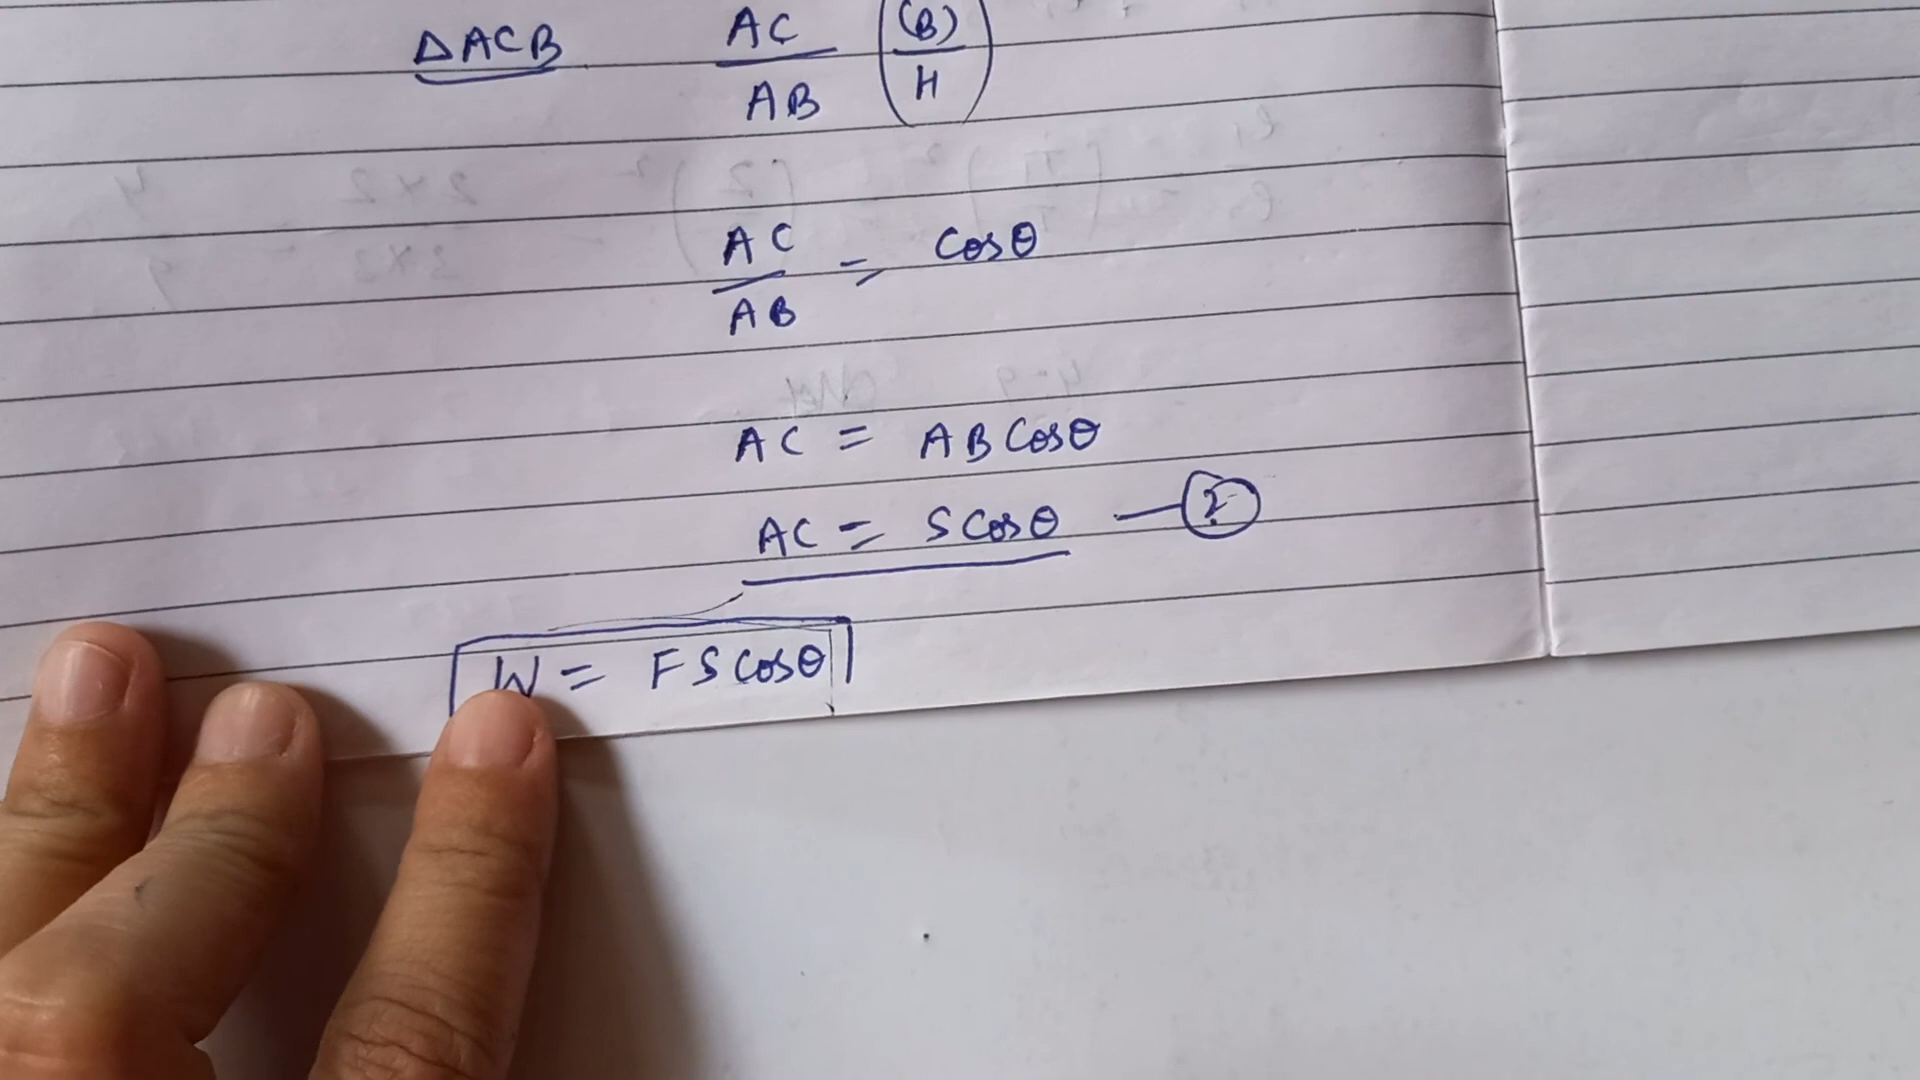 ΔACB AC/AB ((B)/H)
AC/AB = Cosθ
AC = AB Cosθ
AC = S Cosθ — ②
W = FS Cosθ